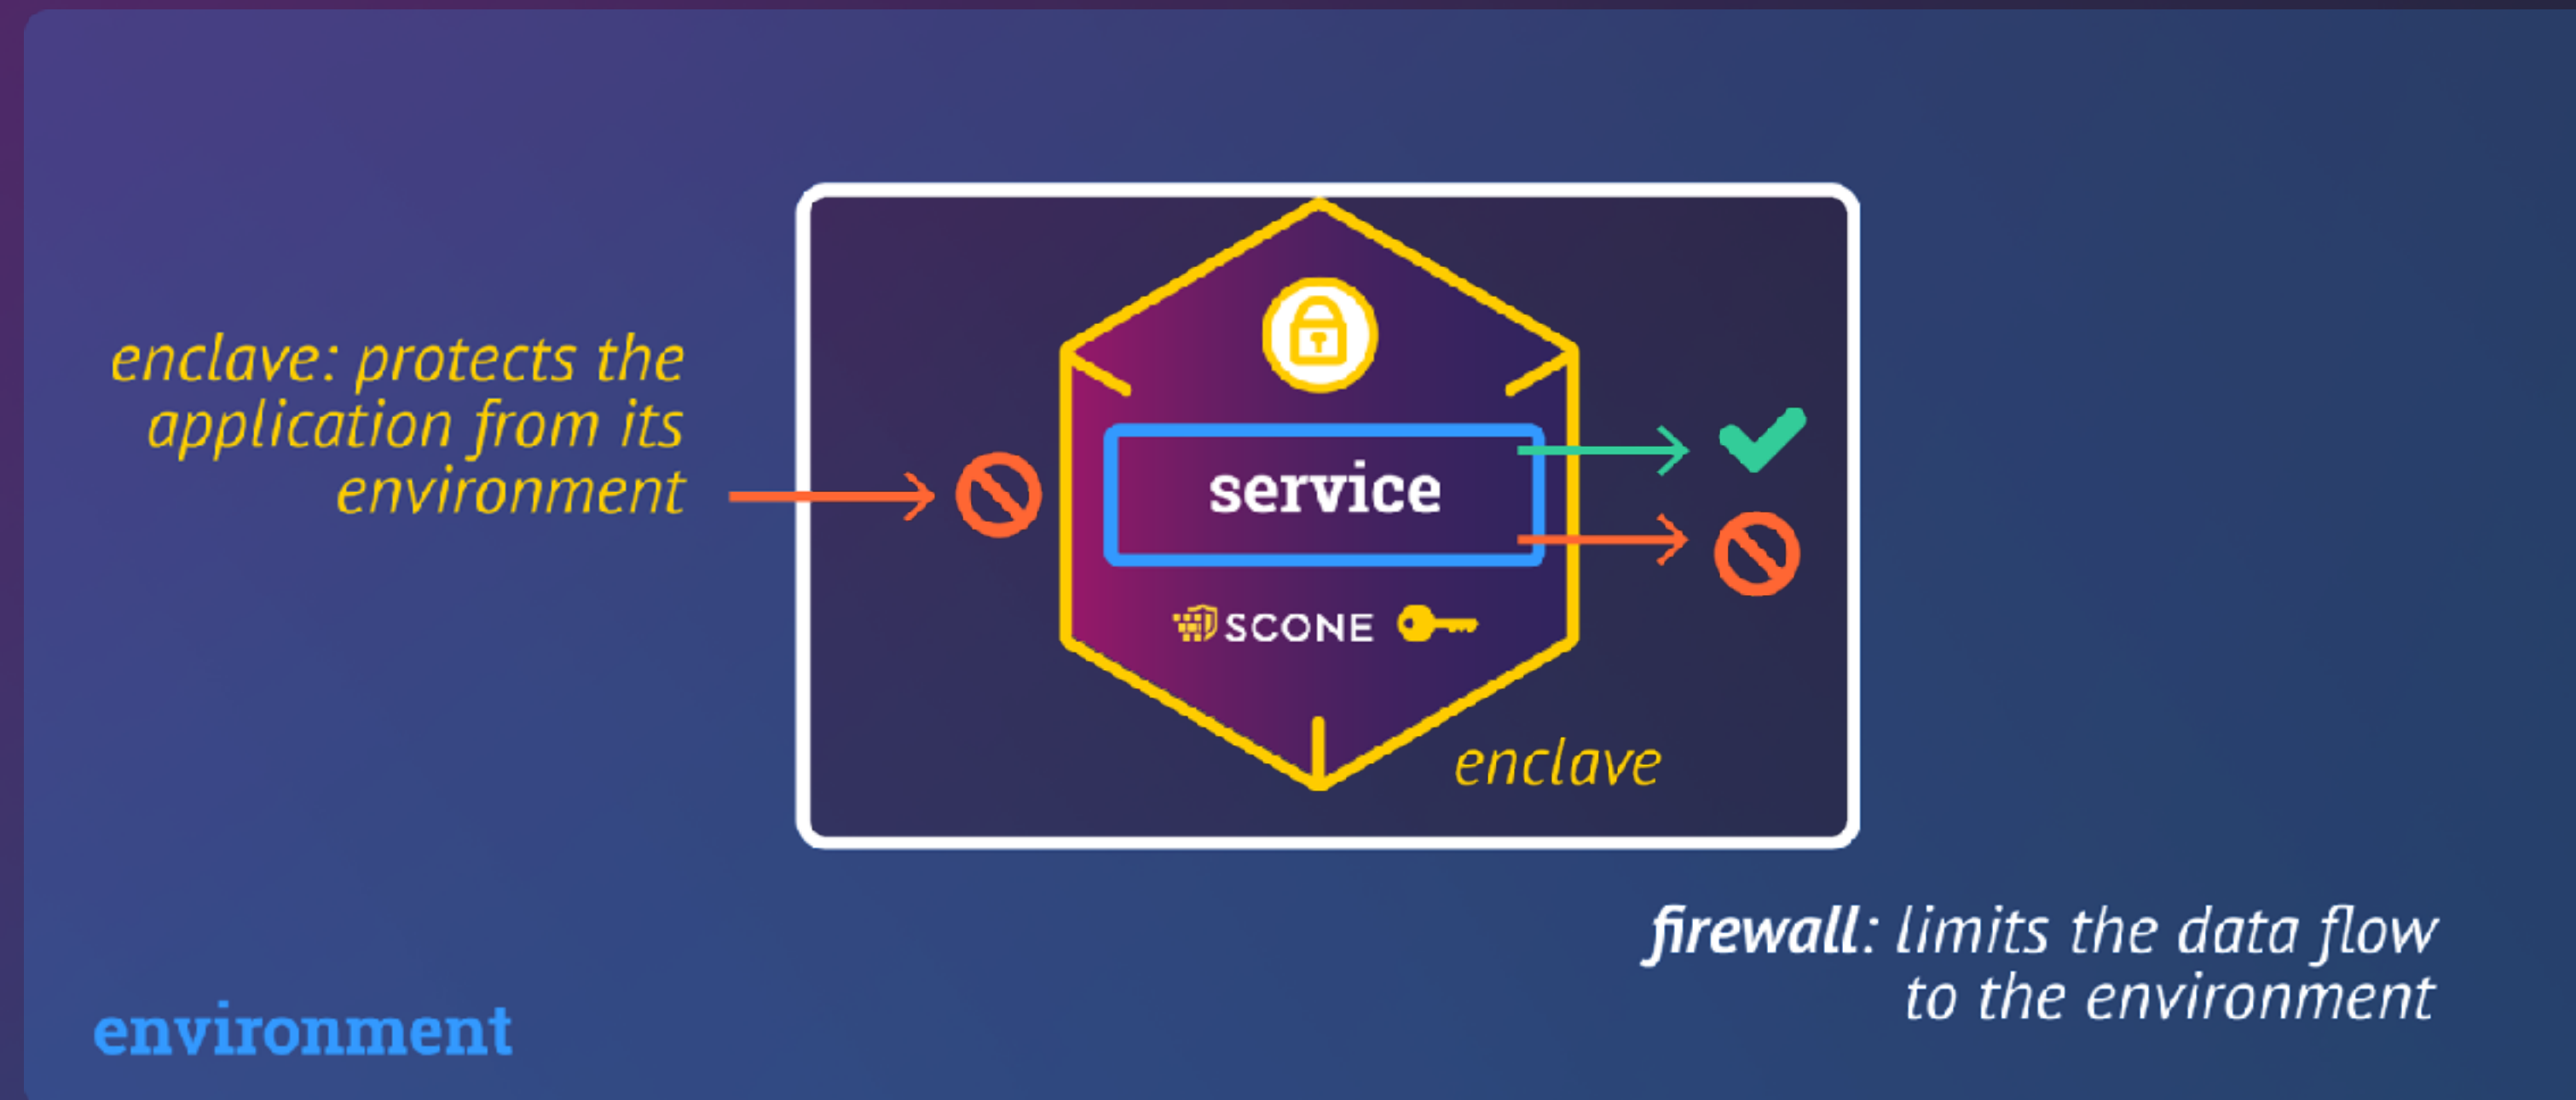 enclave: protects the
application from its
environment
service
SCONE
enclave
firewall: limits the data flow
to the environment
environment